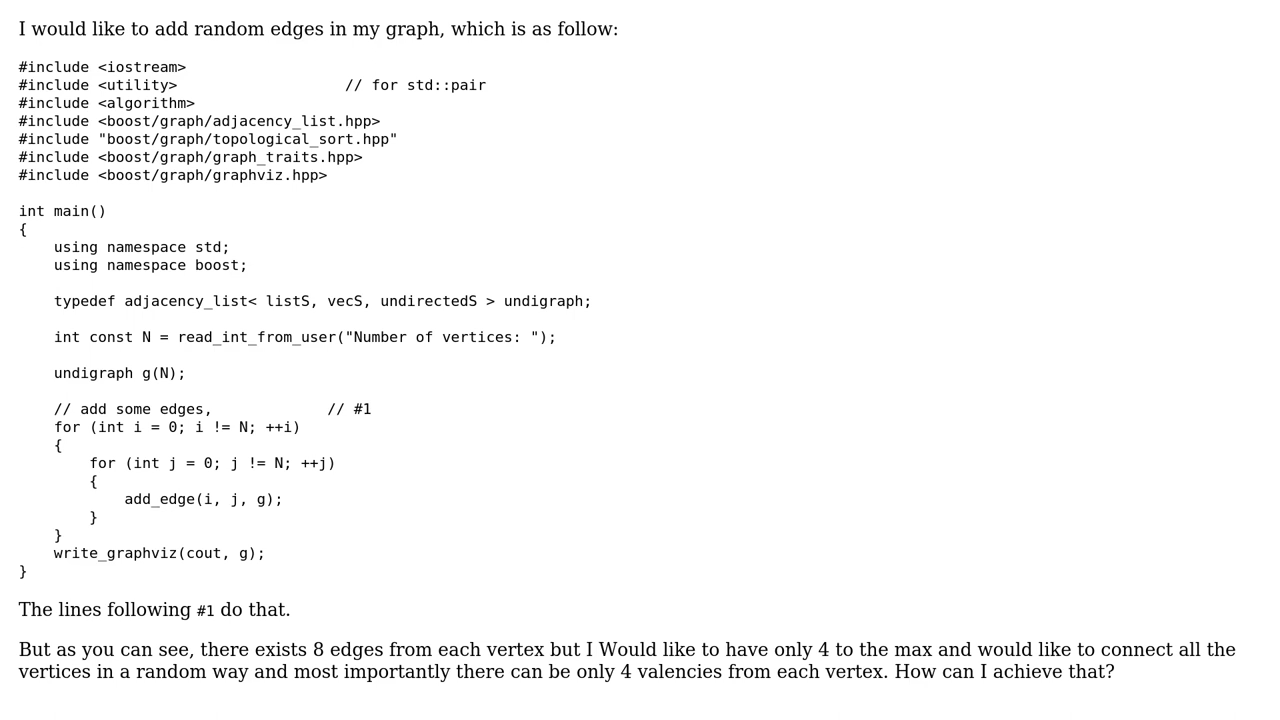 I would like to add random edges in my graph, which is as follow:
#include <iostream>
#include <utility>                   // for std::pair
#include <algorithm>
#include <boost/graph/adjacency_list.hpp>
#include "boost/graph/topological_sort.hpp"
#include <boost/graph/graph_traits.hpp>
#include <boost/graph/graphviz.hpp>

int main()
{
    using namespace std;
    using namespace boost;

    typedef adjacency_list< listS, vecS, undirectedS > undigraph;

    int const N = read_int_from_user("Number of vertices: ");

    undigraph g(N);

    // add some edges,             // #1
    for (int i = 0; i != N; ++i)
    {
        for (int j = 0; j != N; ++j)
        {
            add_edge(i, j, g);
        }
    }
    write_graphviz(cout, g);
}
The lines following #1 do that.
But as you can see, there exists 8 edges from each vertex but I Would like to have only 4 to the max and would like to connect all the
vertices in a random way and most importantly there can be only 4 valencies from each vertex. How can I achieve that?